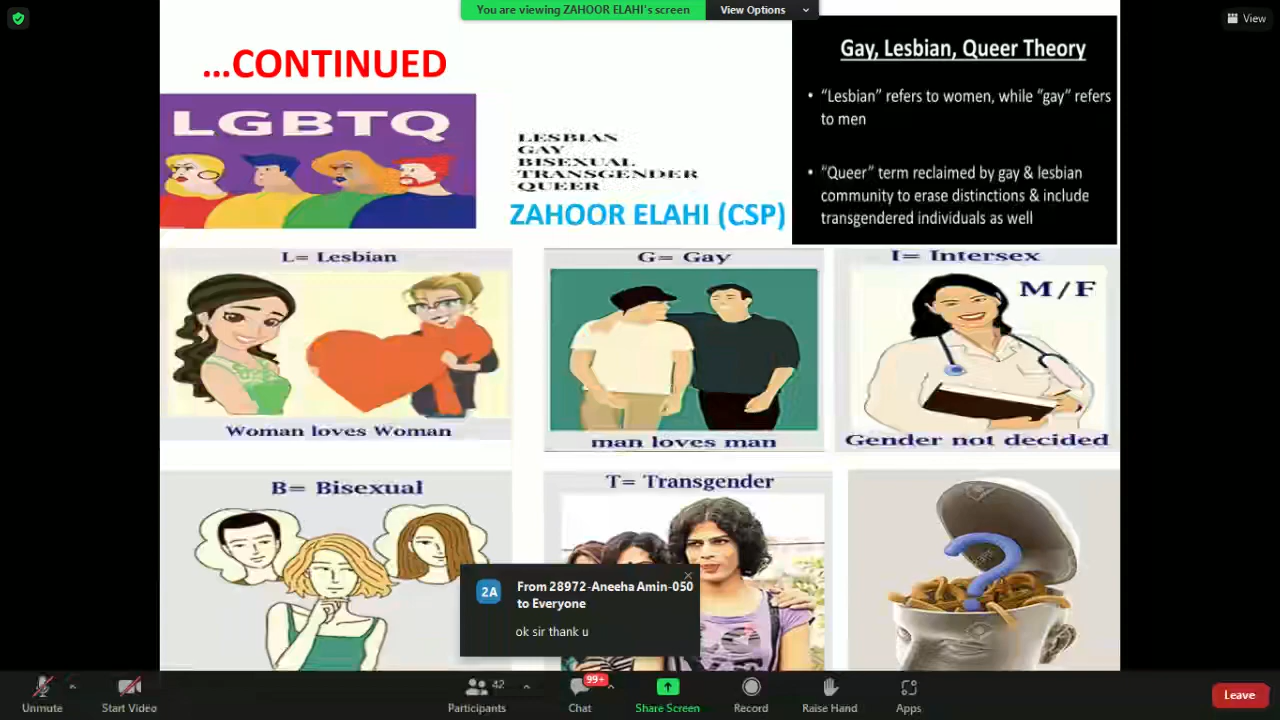 You are viewing ZAHOOR ELAHI's screen
View Options
View
...CONTINUED
LGBTQ
LESBIAN
GAY
BISEXUAL
TRANSGENDER
QUEER
ZAHOOR ELAHI (CSP)
Gay, Lesbian, Queer Theory
• "Lesbian" refers to women, while "gay" refers
to men
• "Queer" term reclaimed by gay & lesbian
community to erase distinctions & include
transgendered individuals as well
L= Lesbian
Woman loves Woman
G= Gay
man loves man
I= Intersex
M/F
Gender not decided
B= Bisexual
T= Transgender
2A
From 28972-Aneeha Amin-050
to Everyone
ok sir thank u
Unmute
Start Video
42
Participants
99+
Chat
Share Screen
Record
Raise Hand
Apps
Leave